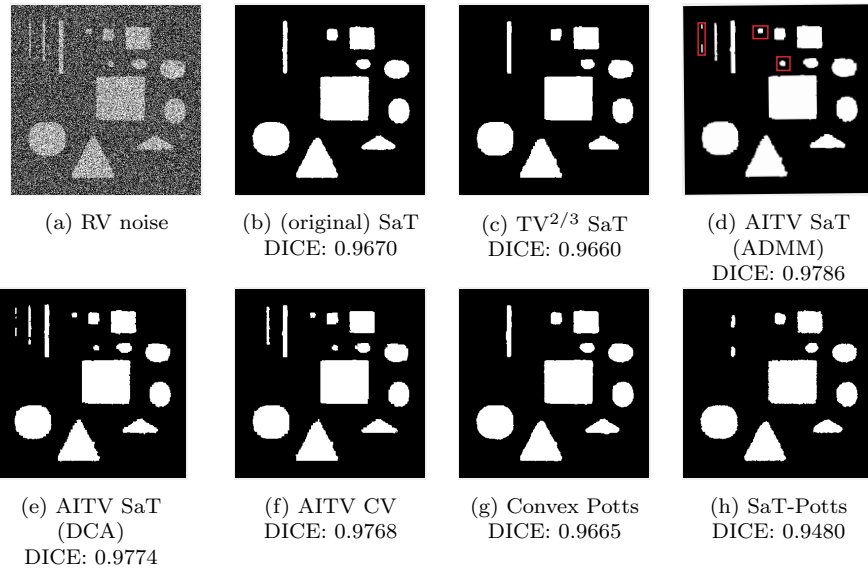 (a) RV noise
(b) (original) SaT
DICE: 0.9670
(c) TV^{2/3} SaT
DICE: 0.9660
(d) AITV SaT
(ADMM)
DICE: 0.9786
(e) AITV SaT
(DCA)
DICE: 0.9774
(f) AITV CV
DICE: 0.9768
(g) Convex Potts
DICE: 0.9665
(h) SaT-Potts
DICE: 0.9480